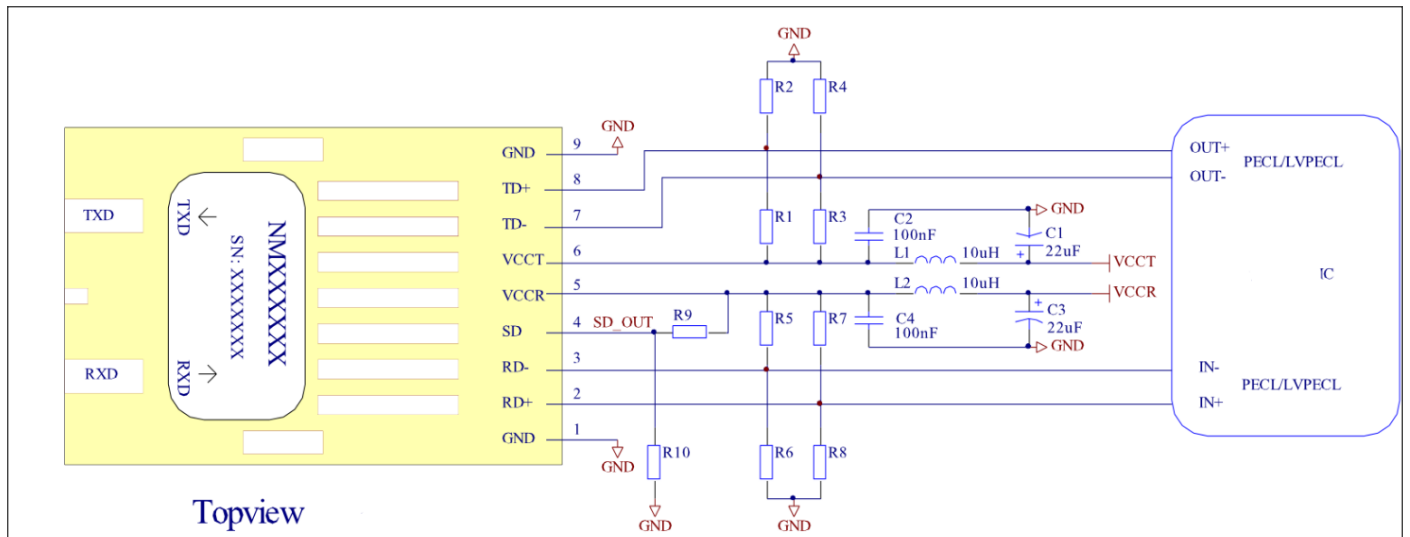 GND
R2
R4
GND
GND
9
TD+
8
TD-
7
VCCT
6
VCCR
5
SD
4
RD-
3
RD+
2
GND
1
GND
TXD
RXD
TXD
RXD
NMXXXXXX
SN: XXXXXXX
SD_OUT
R9
R10
GND
R1
R3
C2
100nF
GND
C1
22uF
+
L1
10uH
VCCT
L2
10uH
VCCR
R5
R7
C4
100nF
+
C3
22uF
GND
R6
R8
GND
OUT+
PECL/LVPECL
OUT-
IC
IN-
PECL/LVPECL
IN+
Topview